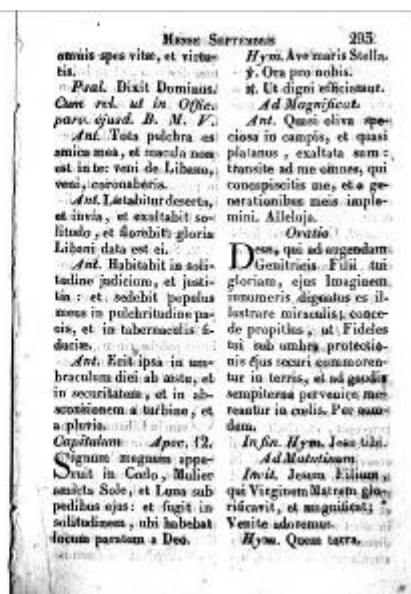 Mense Septembris 295
omnis spes vitæ, et virtu-
tis.
Psal. Dixit Dominus.
Cum rel. ut in Offic.
parv. ejusd. B. M. V.
Ant. Tota pulchra es
amica mea, et macula non
est in te: veni de Libano,
veni, coronaberis.
Ant. Lætabitur deserta,
et invia, et exaltabit so-
litudo, et florebit: gloria
Libani data est ei.
Ant. Habitabit in soli-
tudine judicium, et justi-
tia: et sedebit populus
meus in pulchritudine pa-
cis, et in tabernaculis fi-
duciæ.
Ant. Erit ipsa in um-
braculum diei ab æstu, et
in securitatem, et in ab-
sconsionem a turbine, et
a pluvia.
Capitulum Apoc. 12.
Signum magnum appa-
ruit in Cœlo, Mulier
amicta Sole, et Luna sub
pedibus ejus: et fugit in
solitudinem, ubi habebat
locum paratum a Deo.
Hym. Ave maris Stella.
℣. Ora pro nobis.
℟. Ut digni efficiamur.
Ad Magnificat.
Ant. Quasi oliva spe-
ciosa in campis, et quasi
platanus, exaltata sum:
transite ad me omnes, qui
concupiscitis me, et a ge-
nerationibus meis imple-
mini. Alleluja.
Oratio
Deus, qui ad augendam
Genitricis Filii tui
gloriam, ejus Imaginem
innumeris dignatus es il-
lustrare miraculis; conce-
de propitius, ut Fideles
tui sub umbra protectio-
nis ejus securi commoren-
tur in terris, et ad gaudia
sempiterna pervenire me-
reantur in cœlis. Per eum-
dem.
In fin. Hym. Jesu tibi.
Ad Matutinum
Invit. Jesum Filium,
qui Virginem Matrem glo-
rificavit, et magnificat;
Venite adoremus.
Hym. Quem terra.